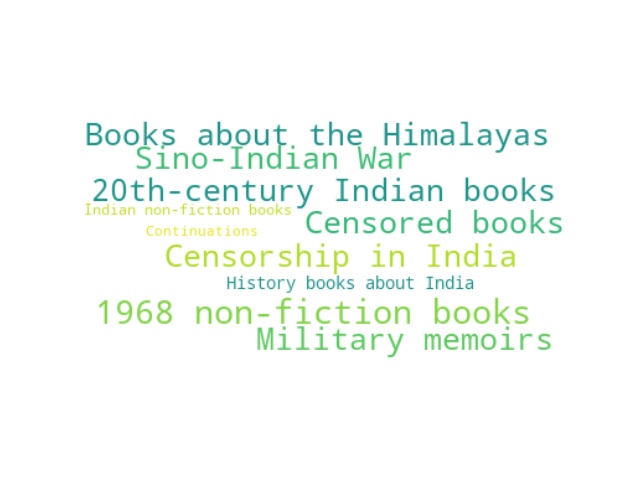 Books about the Himalayas
Sino-Indian War
20th-century Indian books
Indian non-fiction books
Censored books
Continuations
Censorship in India
History books about India
1968 non-fiction books
Military memoirs